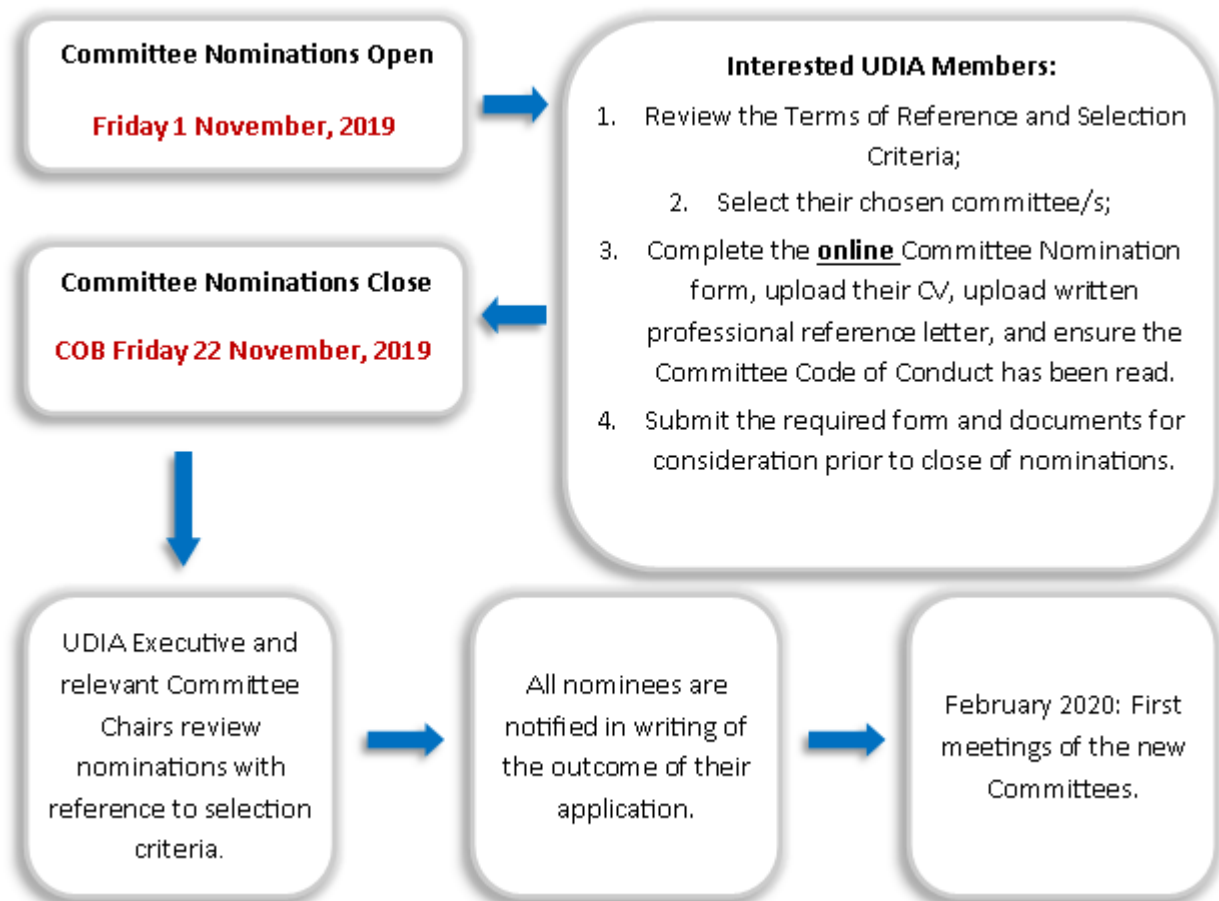 Committee Nominations Open
Friday 1 November, 2019
Interested UDIA Members:
1. Review the Terms of Reference and Selection
Criteria;
2. Select their chosen committee/s;
3. Complete the online Committee Nomination
form, upload their CV, upload written
professional reference letter, and ensure the
Committee Code of Conduct has been read.
4. Submit the required form and documents for
consideration prior to close of nominations.
Committee Nominations Close
COB Friday 22 November, 2019
UDIA Executive and
relevant Committee
Chairs review
nominations with
reference to selection
criteria.
All nominees are
notified in writing of
the outcome of their
application.
February 2020: First
meetings of the new
Committees.